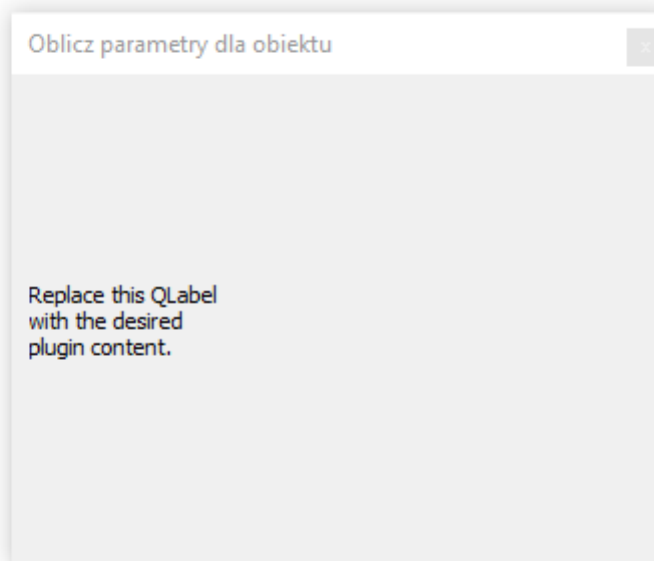 Oblicz parametry dla obiektu
x
Replace this QLabel
with the desired
plugin content.